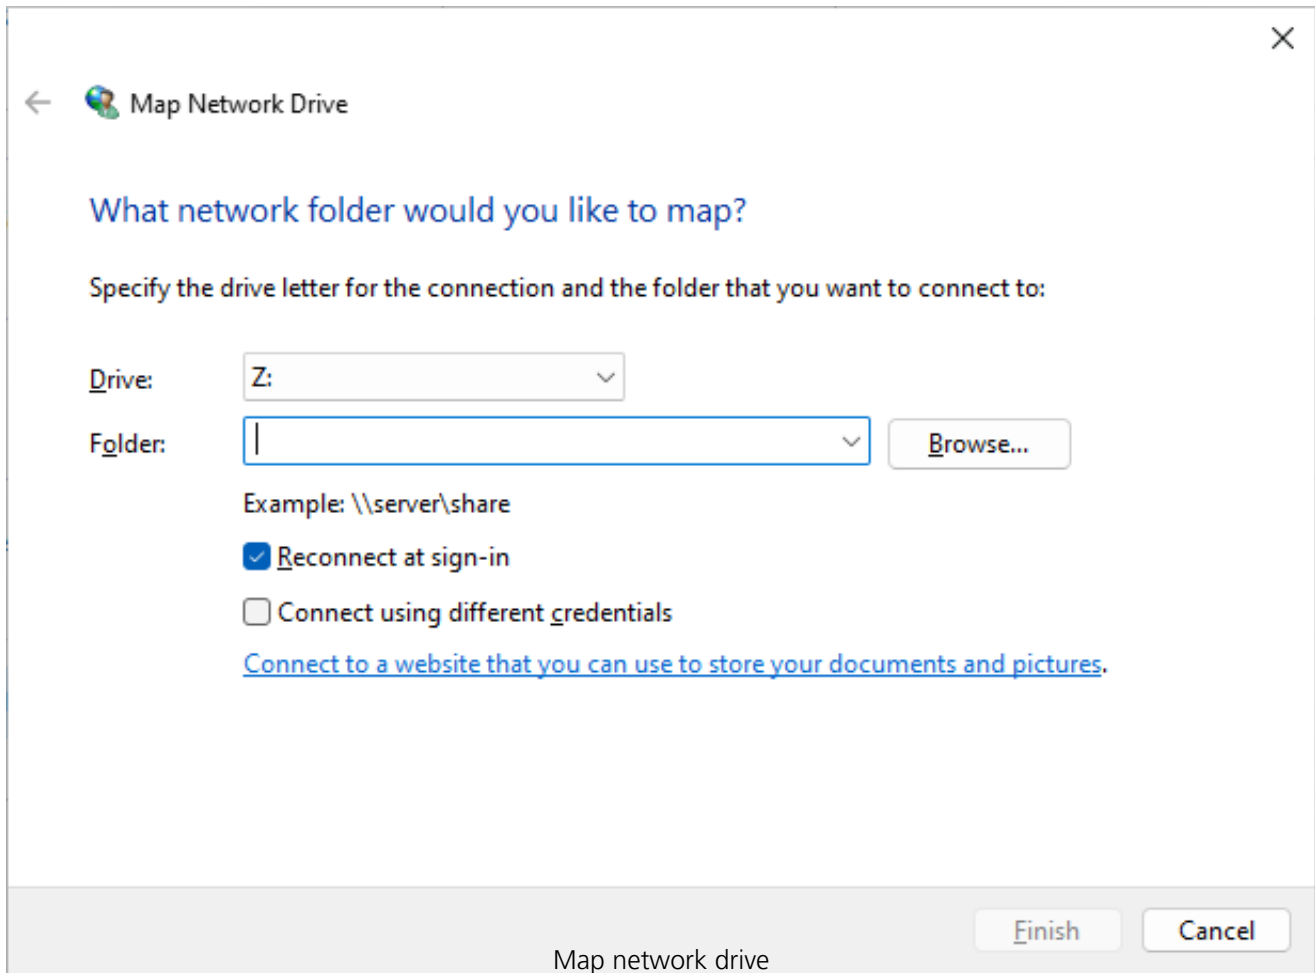 Map Network Drive
What network folder would you like to map?
Specify the drive letter for the connection and the folder that you want to connect to:
Drive: Z:
Folder: Browse...
Example: \\server\share
Reconnect at sign-in
Connect using different credentials
Connect to a website that you can use to store your documents and pictures.
Finish Cancel
Map network drive